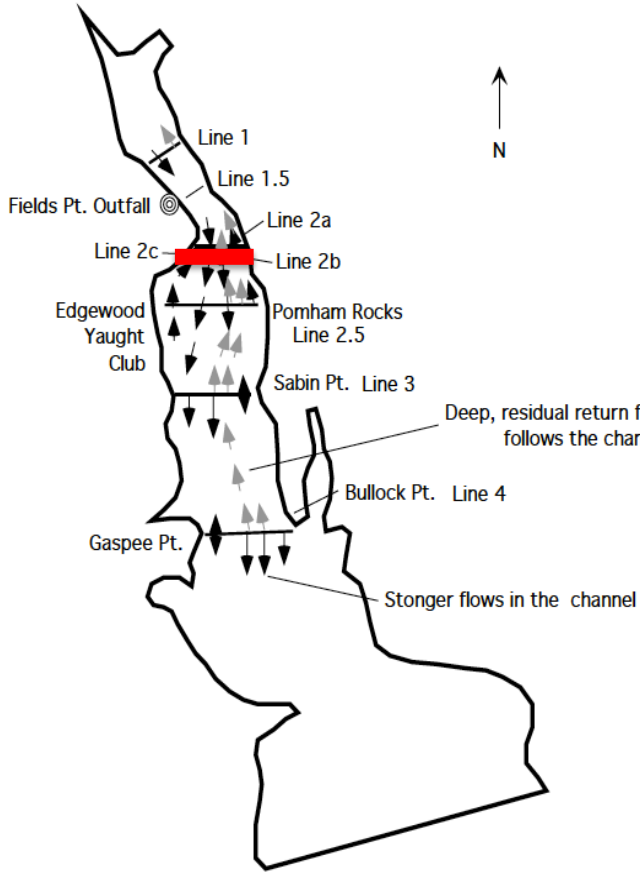 Line 1
N
Line 1.5
Fields Pt. Outfall
Line 2a
Line 2c
Line 2b
Edgewood
Yaught
Club
Pomham Rocks
Line 2.5
Sabin Pt. Line 3
Deep, residual return f
follows the char
Bullock Pt. Line 4
Gaspee Pt.
Stonger flows in the channel